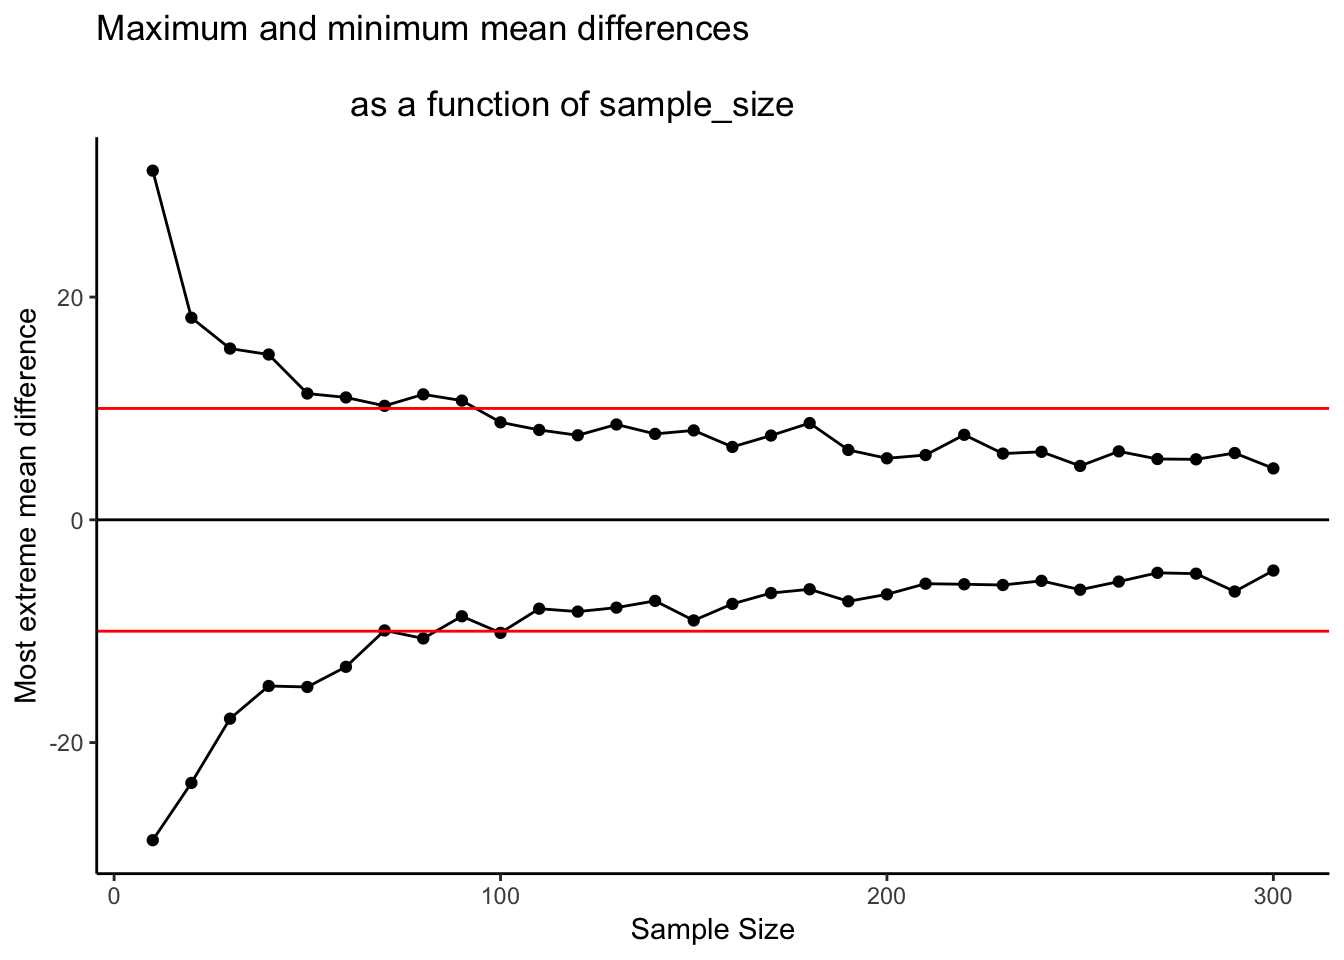 Maximum and minimum mean differences
as a function of sample_size
Most extreme mean difference
20
0
-20
0
100
200
300
Sample Size